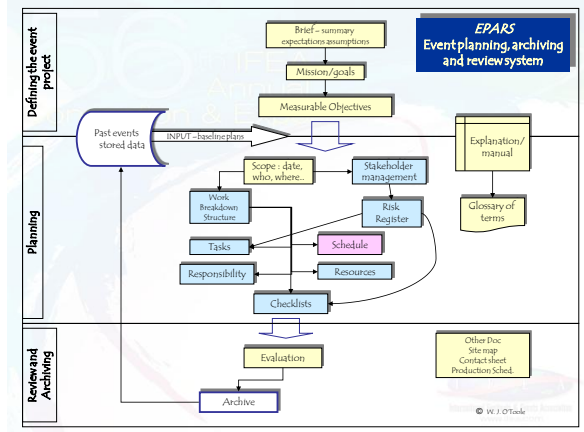 EPARS
Event planning, archiving
and review system
Defining the event
project
Brief – summary
expectations assumptions
Mission/goals
Measurable Objectives
Past events
stored data
INPUT – baseline plans
Explanation/
manual
Glossary of
terms
Planning
Scope : date,
who, where..
Stakeholder
management
Work
Breakdown
Structure
Risk
Register
Tasks
Schedule
Responsibility
Resources
Checklists
Review and
Archiving
Evaluation
Archive
Other Doc
Site map
Contact sheet
Production Sched.
© W. J. O'Toole